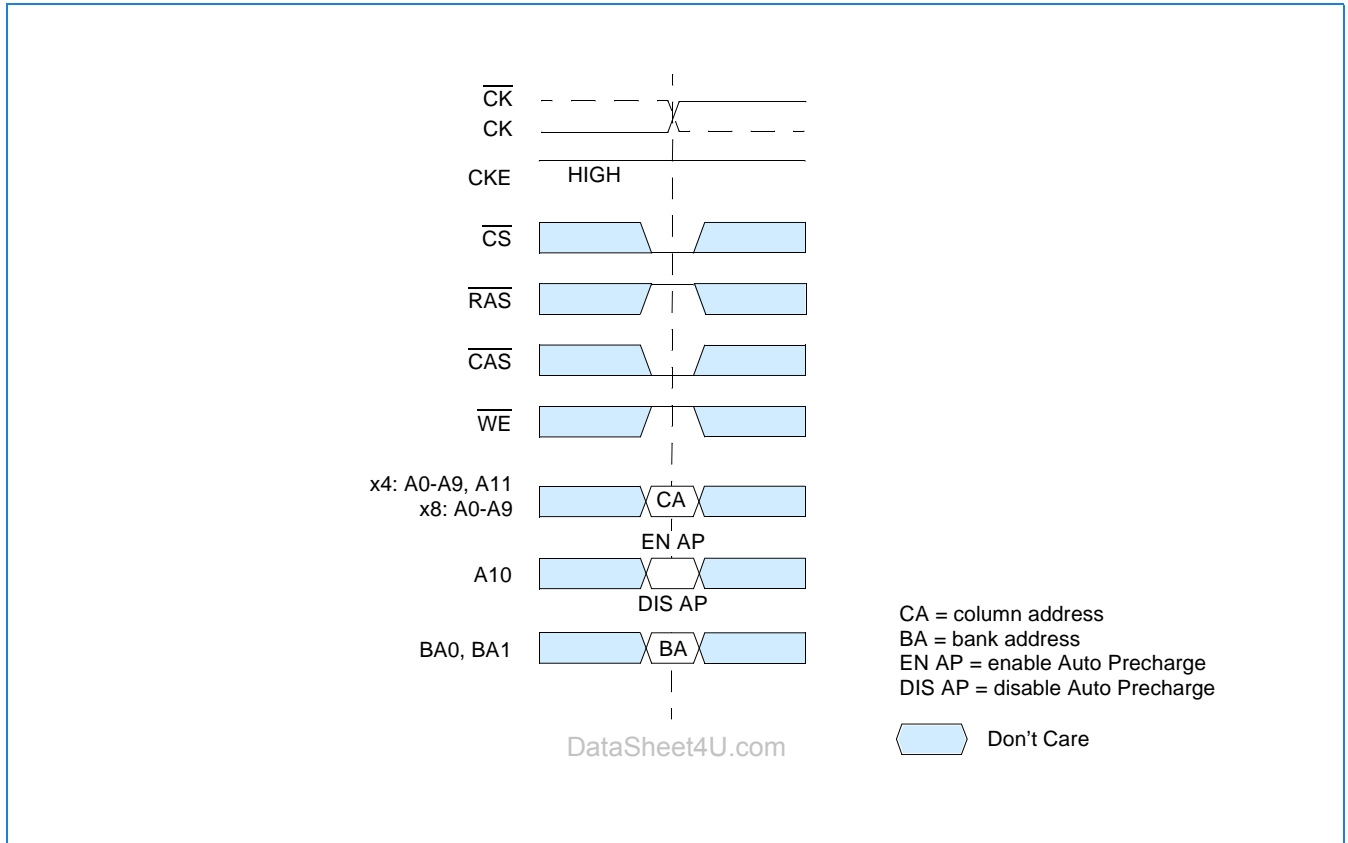 CK
CK
CKE HIGH
CS
RAS
CAS
WE
x4: A0-A9, A11
x8: A0-A9
CA
EN AP
A10
DIS AP
BA0, BA1 BA
CA = column address
BA = bank address
EN AP = enable Auto Precharge
DIS AP = disable Auto Precharge
Don't Care
DataSheet4U.com